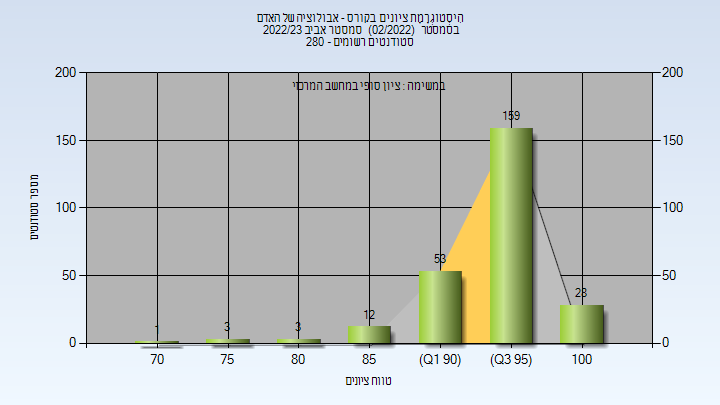 היסטוגרמת ציונים בקורס - אבולוציה של האדם
בסמסטר (02/2022) סמסטר אביב 2022/23
סטודנטים רשומים - 280
במשימה : ציון סופי במחשב המרכזי
200
150
100
50
0
200
150
100
50
0
מספר סטודנטים
1
3
3
12
53
159
28
70
75
80
85
(Q1 90)
(Q3 95)
100
טווח ציונים